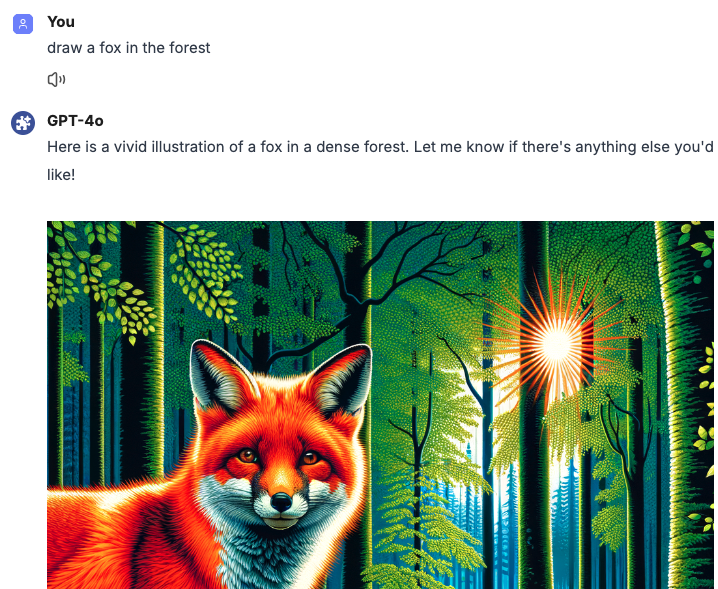 You
draw a fox in the forest
GPT-4o
Here is a vivid illustration of a fox in a dense forest. Let me know if there's anything else you'd
like!